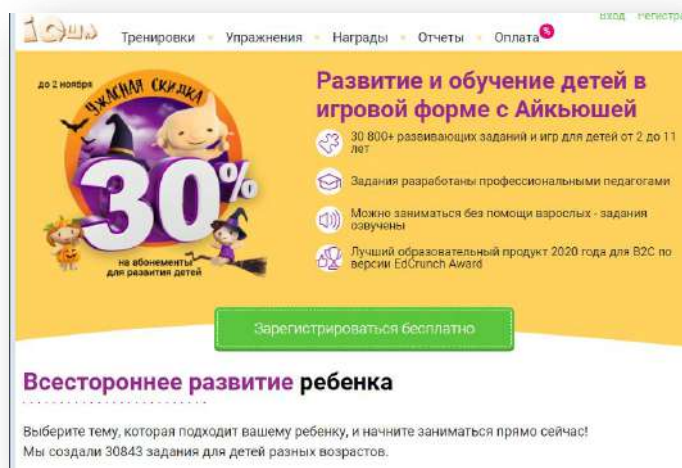 iQша
Вход Регистра
Тренировки Упражнения Награды Отчеты Оплата %
до 2 ноября
УЖАСНАЯ СКИДКА
30%
на абонементы
для развития детей
Развитие и обучение детей в
игровой форме с Айкьюшей
30 800+ развивающих заданий и игр для детей от 2 до 11
лет
Задания разработаны профессиональными педагогами
Можно заниматься без помощи взрослых - задания
озвучены
Лучший образовательный продукт 2020 года для B2C по
версии EdCrunch Award
Зарегистрироваться бесплатно
Всестороннее развитие ребенка
Выберите тему, которая подходит вашему ребенку, и начните заниматься прямо сейчас!
Мы создали 30843 задания для детей разных возрастов.